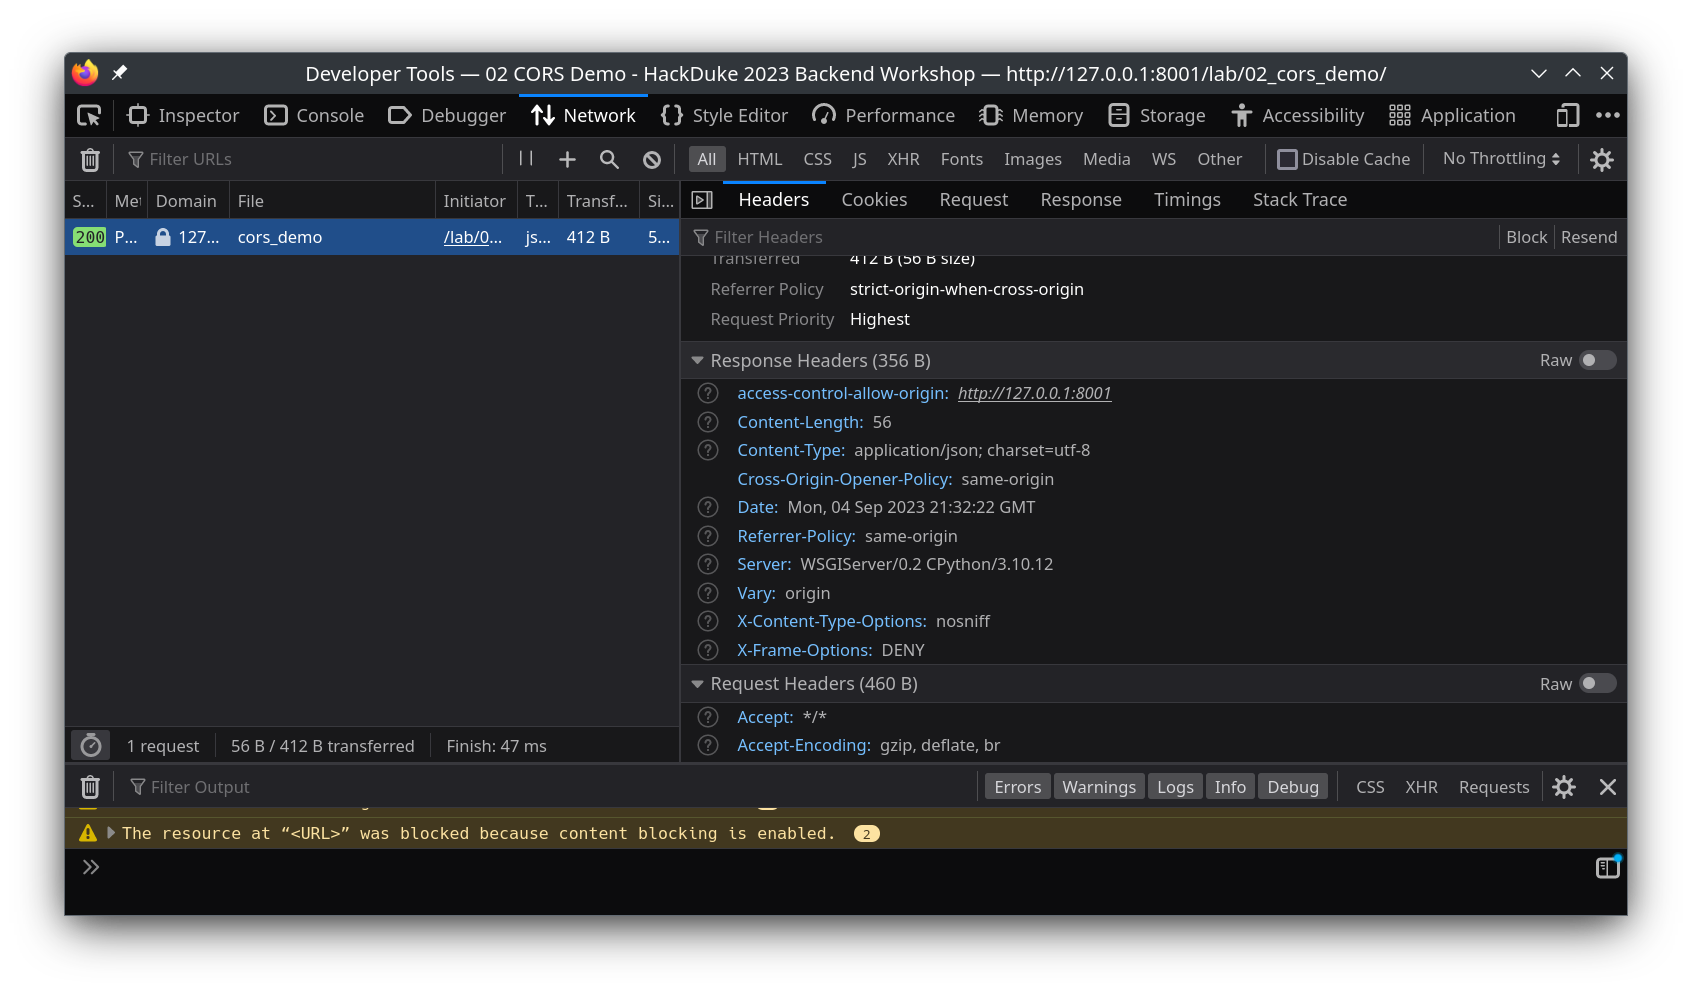 Developer Tools — 02 CORS Demo - HackDuke 2023 Backend Workshop — http://127.0.0.1:8001/lab/02_cors_demo/
Inspector Console Debugger Network Style Editor Performance Memory Storage Accessibility Application
Filter URLs All HTML CSS JS XHR Fonts Images Media WS Other Disable Cache No Throttling
S... Met Domain File Initiator T... Transf... Si...
200 P... 127... cors_demo /lab/0... js... 412 B 5...
1 request 56 B / 412 B transferred Finish: 47 ms
Headers Cookies Request Response Timings Stack Trace
Filter Headers Block Resend
Transferred 412 B (56 B size)
Referrer Policy strict-origin-when-cross-origin
Request Priority Highest
Response Headers (356 B) Raw
access-control-allow-origin: http://127.0.0.1:8001
Content-Length: 56
Content-Type: application/json; charset=utf-8
Cross-Origin-Opener-Policy: same-origin
Date: Mon, 04 Sep 2023 21:32:22 GMT
Referrer-Policy: same-origin
Server: WSGIServer/0.2 CPython/3.10.12
Vary: origin
X-Content-Type-Options: nosniff
X-Frame-Options: DENY
Request Headers (460 B) Raw
Accept: */*
Accept-Encoding: gzip, deflate, br
Filter Output Errors Warnings Logs Info Debug CSS XHR Requests
The resource at “<URL>” was blocked because content blocking is enabled. 2